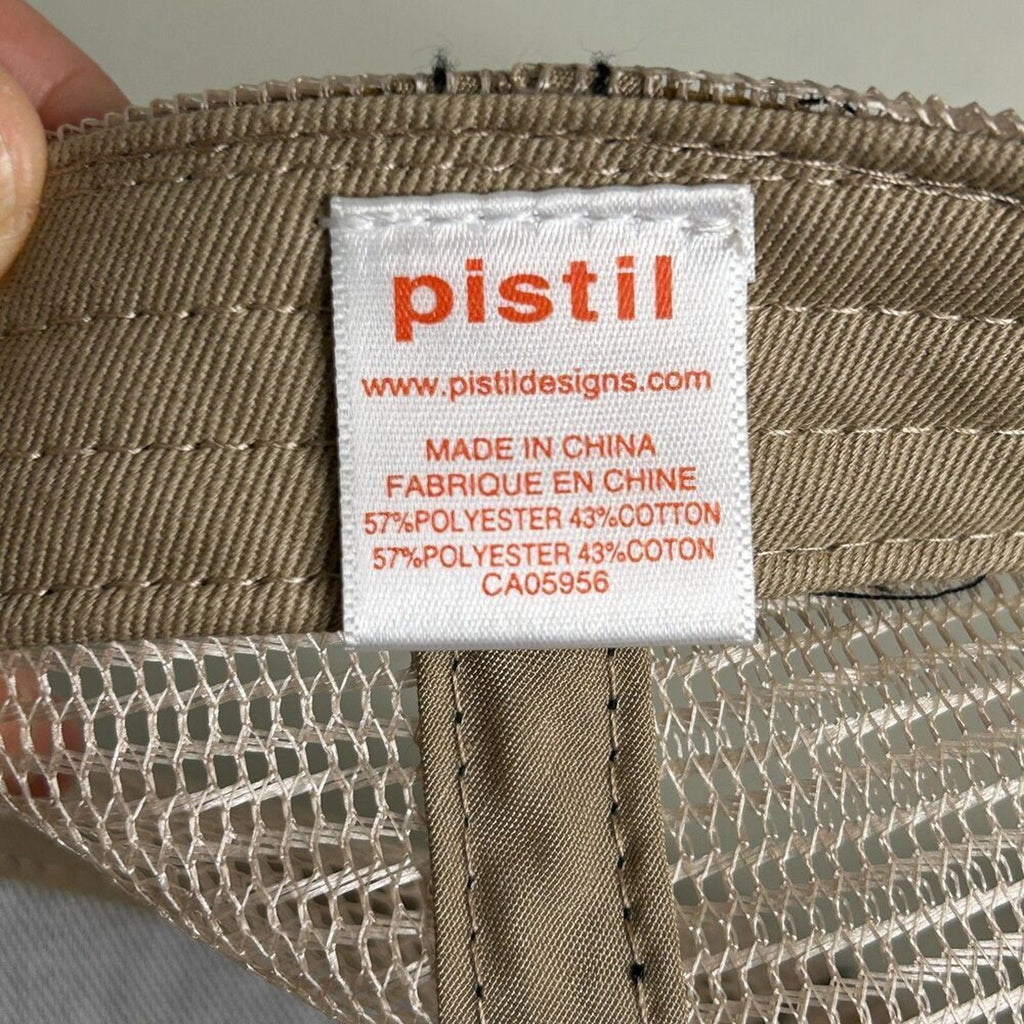 pistil
www.pistildesigns.com
MADE IN CHINA
FABRIQUE EN CHINE
57%POLYESTER 43%COTTON
57%POLYESTER 43%COTON
CA05956